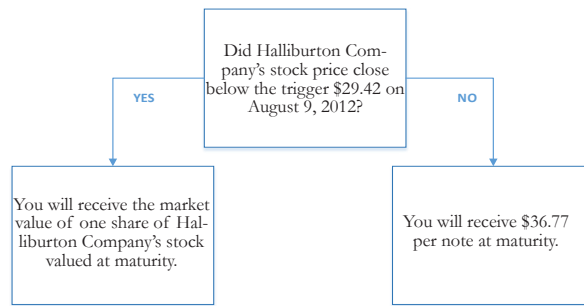 Did Halliburton Com-
pany's stock price close
below the trigger $29.42 on
August 9, 2012?
YES
NO
You will receive the market
value of one share of Hal-
liburton Company's stock
valued at maturity.
You will receive $36.77
per note at maturity.